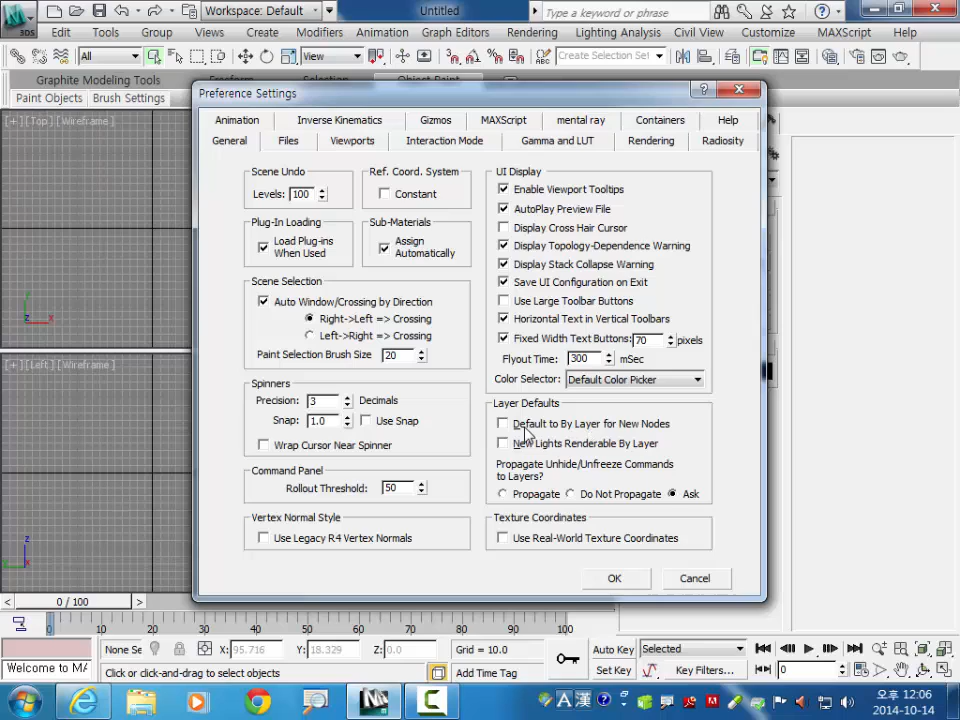 3DS
Workspace: Default
Untitled
Type a keyword or phrase
Edit Tools Group Views Create Modifiers Animation Graph Editors Rendering Lighting Analysis Civil View Customize MAXScript Help
All View Create Selection Se
Graphite Modeling Tools
Paint Objects Brush Settings
[+][Top][Wireframe]
[+][Left][Wireframe]
Preference Settings
Animation Inverse Kinematics Gizmos MAXScript mental ray Containers Help
General Files Viewports Interaction Mode Gamma and LUT Rendering Radiosity
Scene Undo
Levels: 100
Ref. Coord. System
Constant
Plug-In Loading
Load Plug-ins
When Used
Sub-Materials
Assign
Automatically
Scene Selection
Auto Window/Crossing by Direction
Right->Left => Crossing
Left->Right => Crossing
Paint Selection Brush Size 20
Spinners
Precision: 3 Decimals
Snap: 1.0 Use Snap
Wrap Cursor Near Spinner
Command Panel
Rollout Threshold: 50
Vertex Normal Style
Use Legacy R4 Vertex Normals
UI Display
Enable Viewport Tooltips
AutoPlay Preview File
Display Cross Hair Cursor
Display Topology-Dependence Warning
Display Stack Collapse Warning
Save UI Configuration on Exit
Use Large Toolbar Buttons
Horizontal Text in Vertical Toolbars
Fixed Width Text Buttons: 70 pixels
Flyout Time: 300 mSec
Color Selector: Default Color Picker
Layer Defaults
Default to By Layer for New Nodes
New Lights Renderable By Layer
Propagate Unhide/Unfreeze Commands
to Layers?
Propagate Do Not Propagate Ask
Texture Coordinates
Use Real-World Texture Coordinates
OK Cancel
z x
z
0 / 100
0 10 20 30 40 50 60 70 80 90 100
None Se X: 95.716 Y: 18.329 Z: 0.0 Grid = 10.0 Auto Key Selected
Welcome to MA Click or click-and-drag to select objects Add Time Tag Set Key Key Filters... 0
A 漢
오후 12:06
2014-10-14